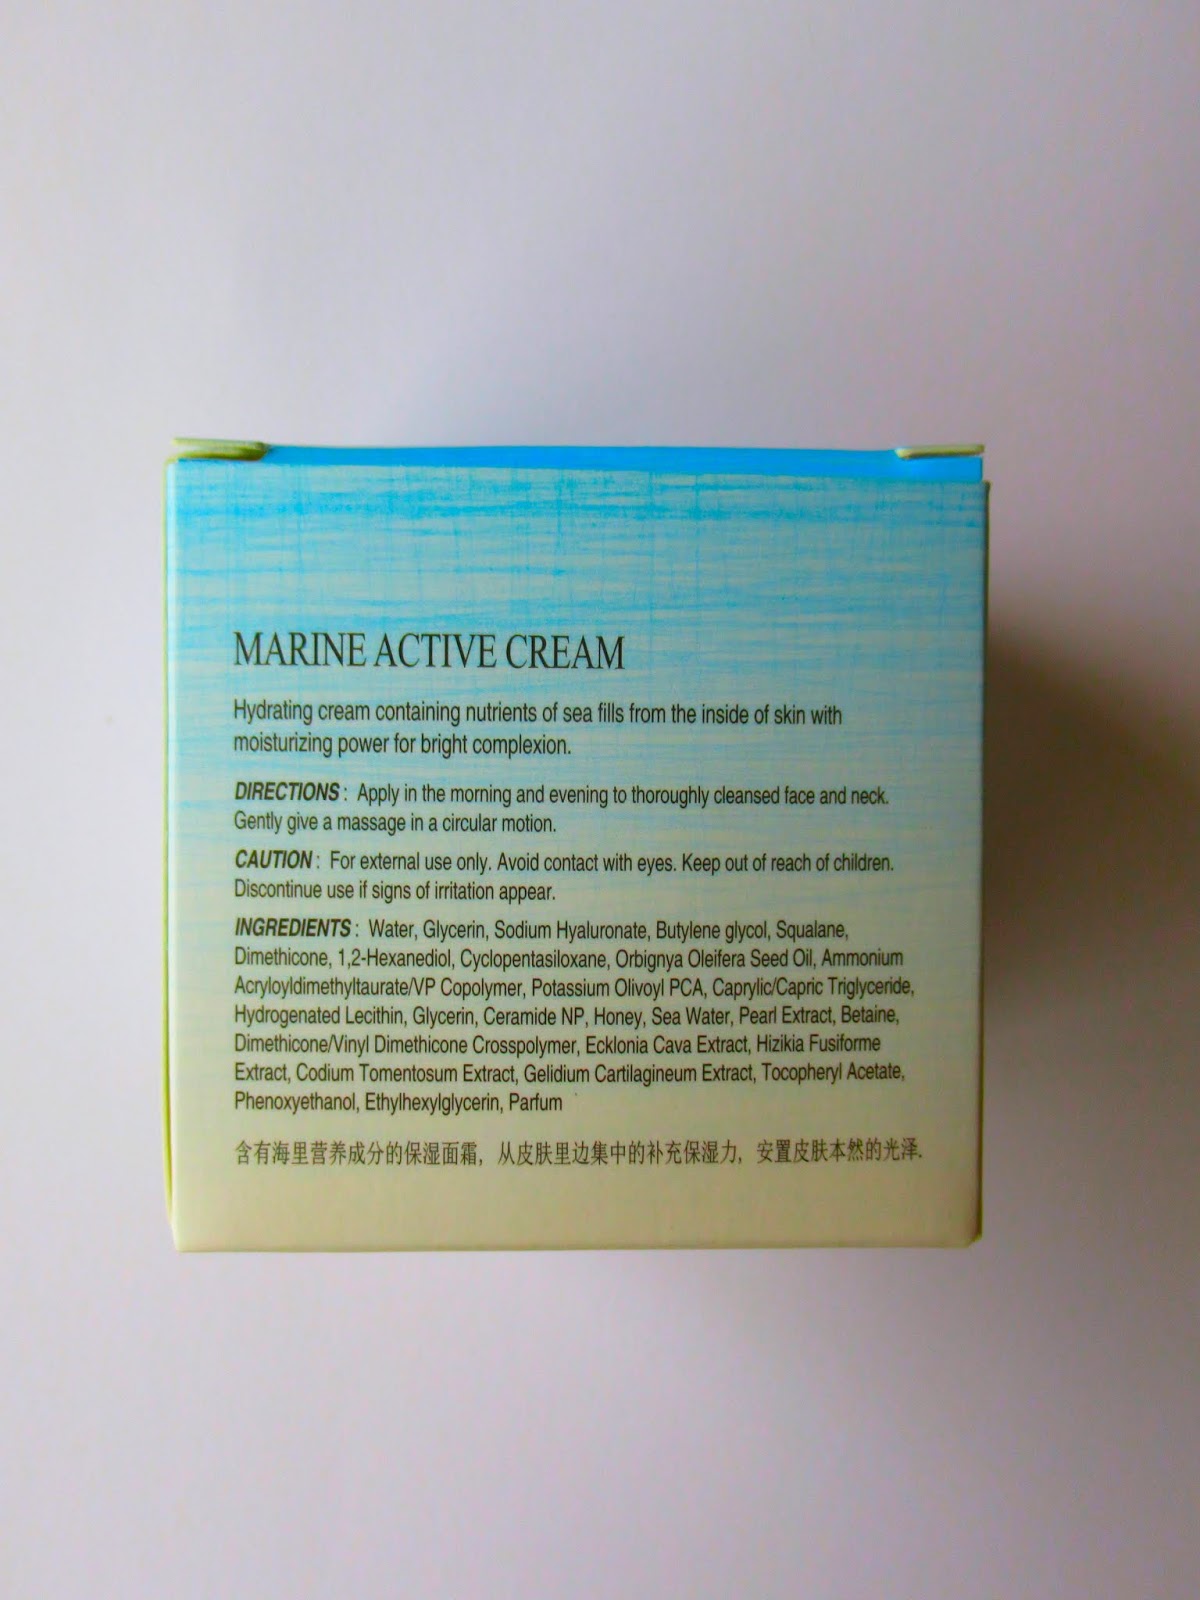 MARINE ACTIVE CREAM
Hydrating cream containing nutrients of sea fills from the inside of skin with
moisturizing power for bright complexion.
DIRECTIONS : Apply in the morning and evening to thoroughly cleansed face and neck.
Gently give a massage in a circular motion.
CAUTION : For external use only. Avoid contact with eyes. Keep out of reach of children.
Discontinue use if signs of irritation appear.
INGREDIENTS : Water, Glycerin, Sodium Hyaluronate, Butylene glycol, Squalane,
Dimethicone, 1,2-Hexanediol, Cyclopentasiloxane, Orbignya Oleifera Seed Oil, Ammonium
Acryloyldimethyltaurate/VP Copolymer, Potassium Olivoyl PCA, Caprylic/Capric Triglyceride,
Hydrogenated Lecithin, Glycerin, Ceramide NP, Honey, Sea Water, Pearl Extract, Betaine,
Dimethicone/Vinyl Dimethicone Crosspolymer, Ecklonia Cava Extract, Hizikia Fusiforme
Extract, Codium Tomentosum Extract, Gelidium Cartilagineum Extract, Tocopheryl Acetate,
Phenoxyethanol, Ethylhexylglycerin, Parfum
含有海里营养成分的保湿面霜, 从皮肤里边集中的补充保湿力, 安置皮肤本然的光泽.